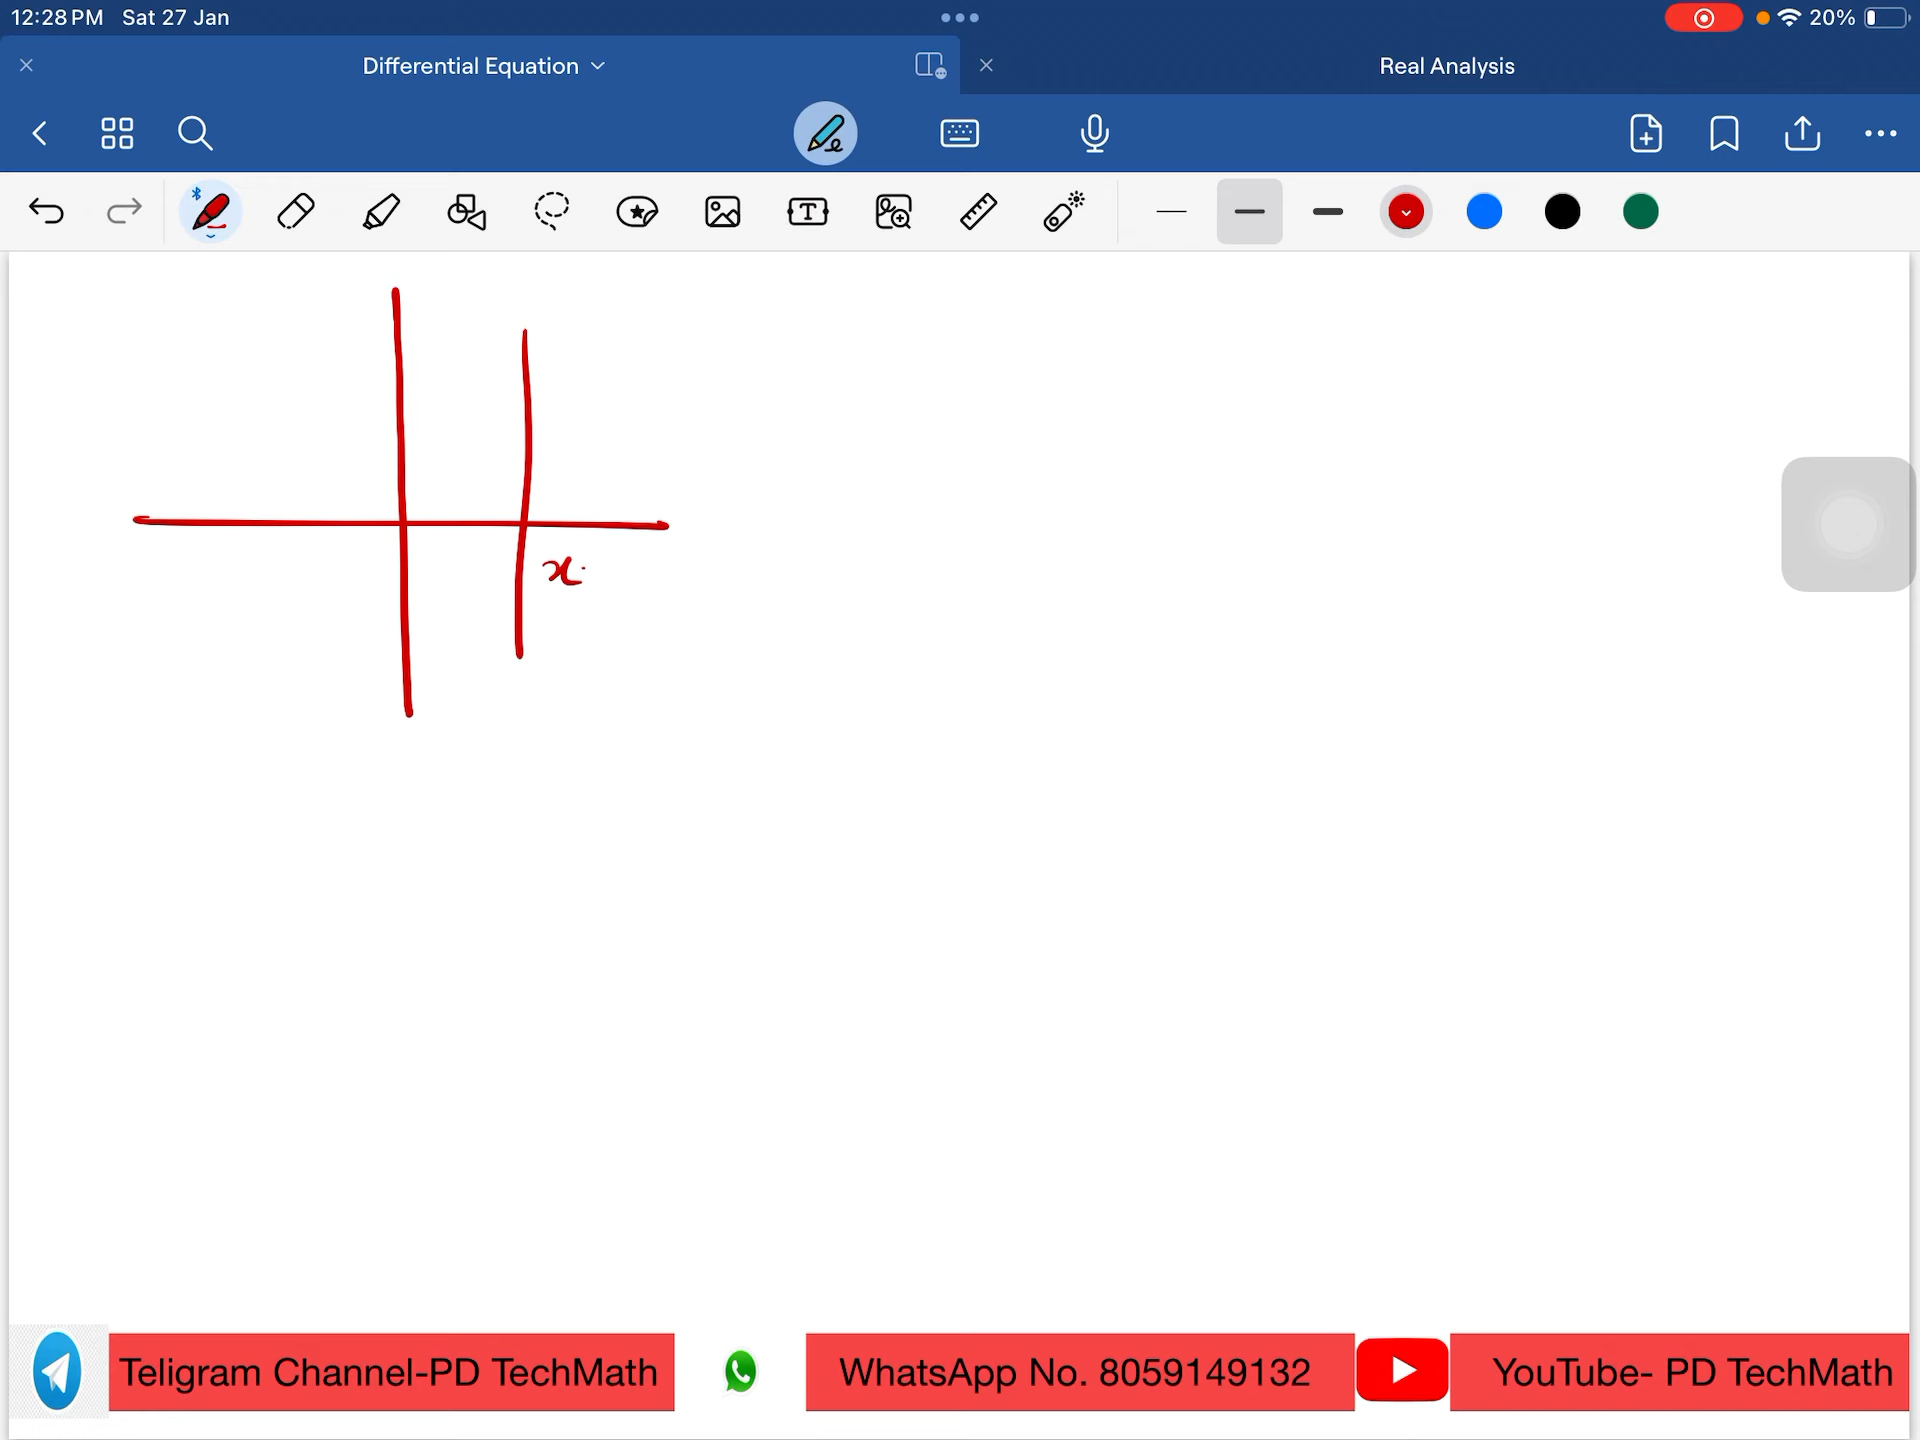 12:28 PM Sat 27 Jan
20%
Differential Equation
Real Analysis
T
x
Teligram Channel-PD TechMath
WhatsApp No. 8059149132
YouTube- PD TechMath